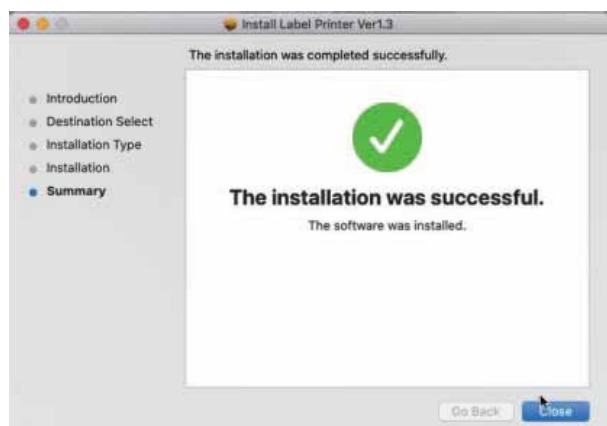 Install Label Printer Ver1.3
The installation was completed successfully.
Introduction
Destination Select
Installation Type
Installation
Summary
The installation was successful.
The software was installed.
Go Back
Close